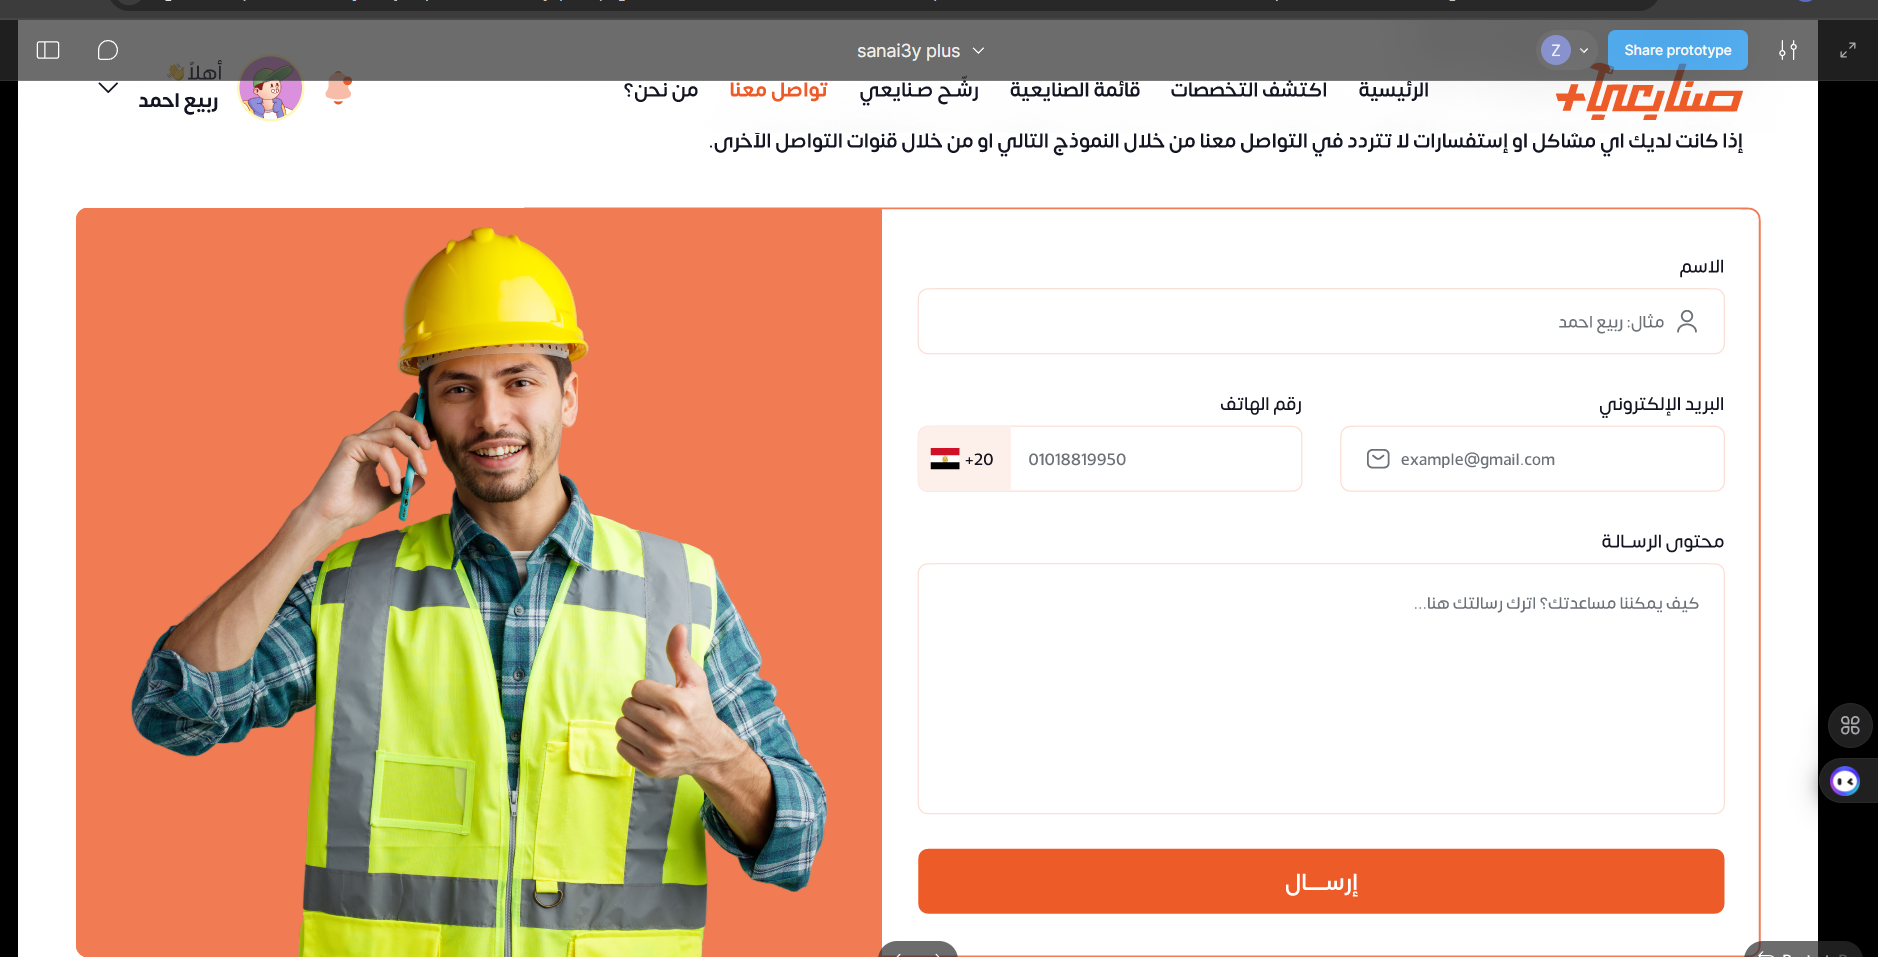 sanai3y plus
Z
Share prototype
صنايعي+
الرئيسية
اكتشف التخصصات
قائمة الصنايعية
رشّح صنايعي
تواصل معنا
من نحن؟
أهلاً👋
ربيع احمد
إذا كانت لديك اي مشاكل او إستفسارات لا تتردد في التواصل معنا من خلال النموذج التالي او من خلال قنوات التواصل الآخرى.
الاسم
مثال: ربيع احمد
البريد الإلكتروني
example@gmail.com
رقم الهاتف
+20
01018819950
محتوى الرسالة
كيف يمكننا مساعدتك؟ اترك رسالتك هنا...
إرسال